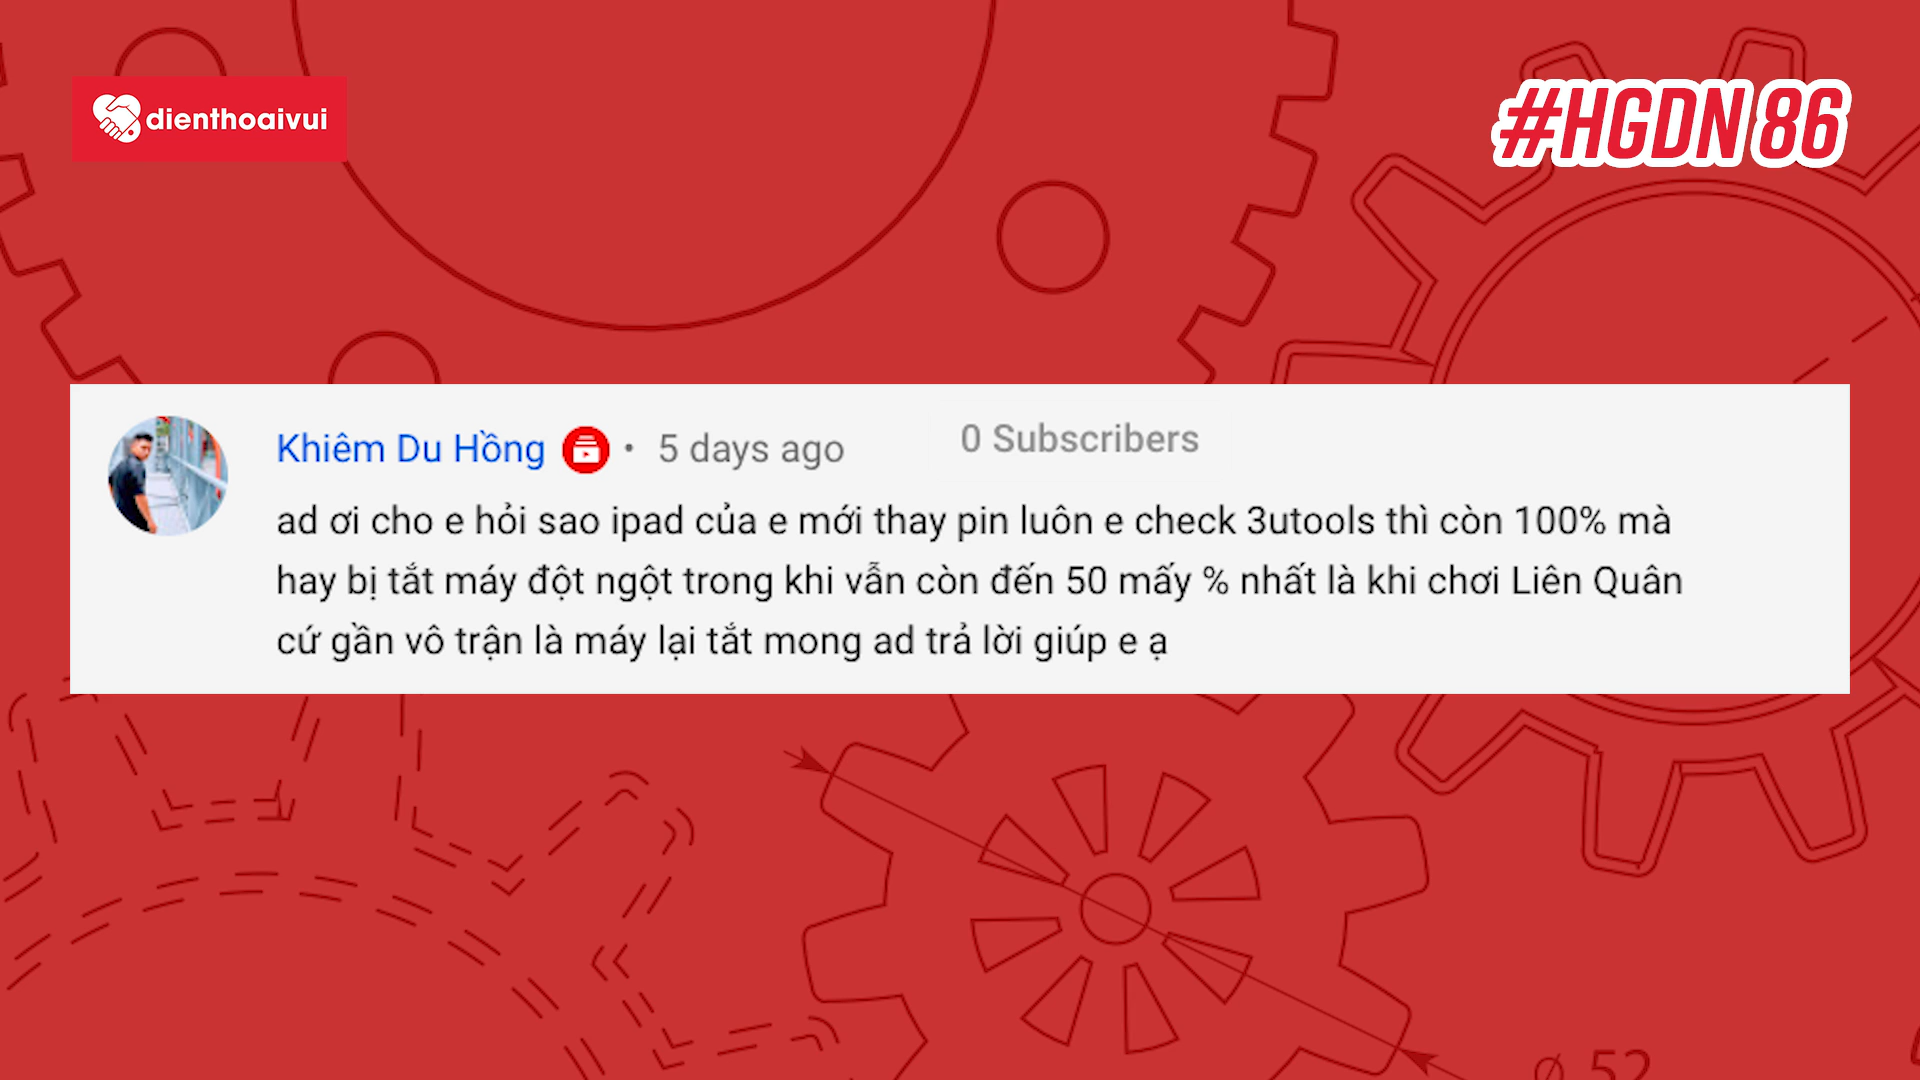 dienthoaivui
#HGDN 86
Khiêm Du Hồng • 5 days ago
0 Subscribers
ad ơi cho e hỏi sao ipad của e mới thay pin luôn e check 3utools thì còn 100% mà
hay bị tắt máy đột ngột trong khi vẫn còn đến 50 mấy % nhất là khi chơi Liên Quân
cứ gần vô trận là máy lại tắt mong ad trả lời giúp e ạ
ø 52